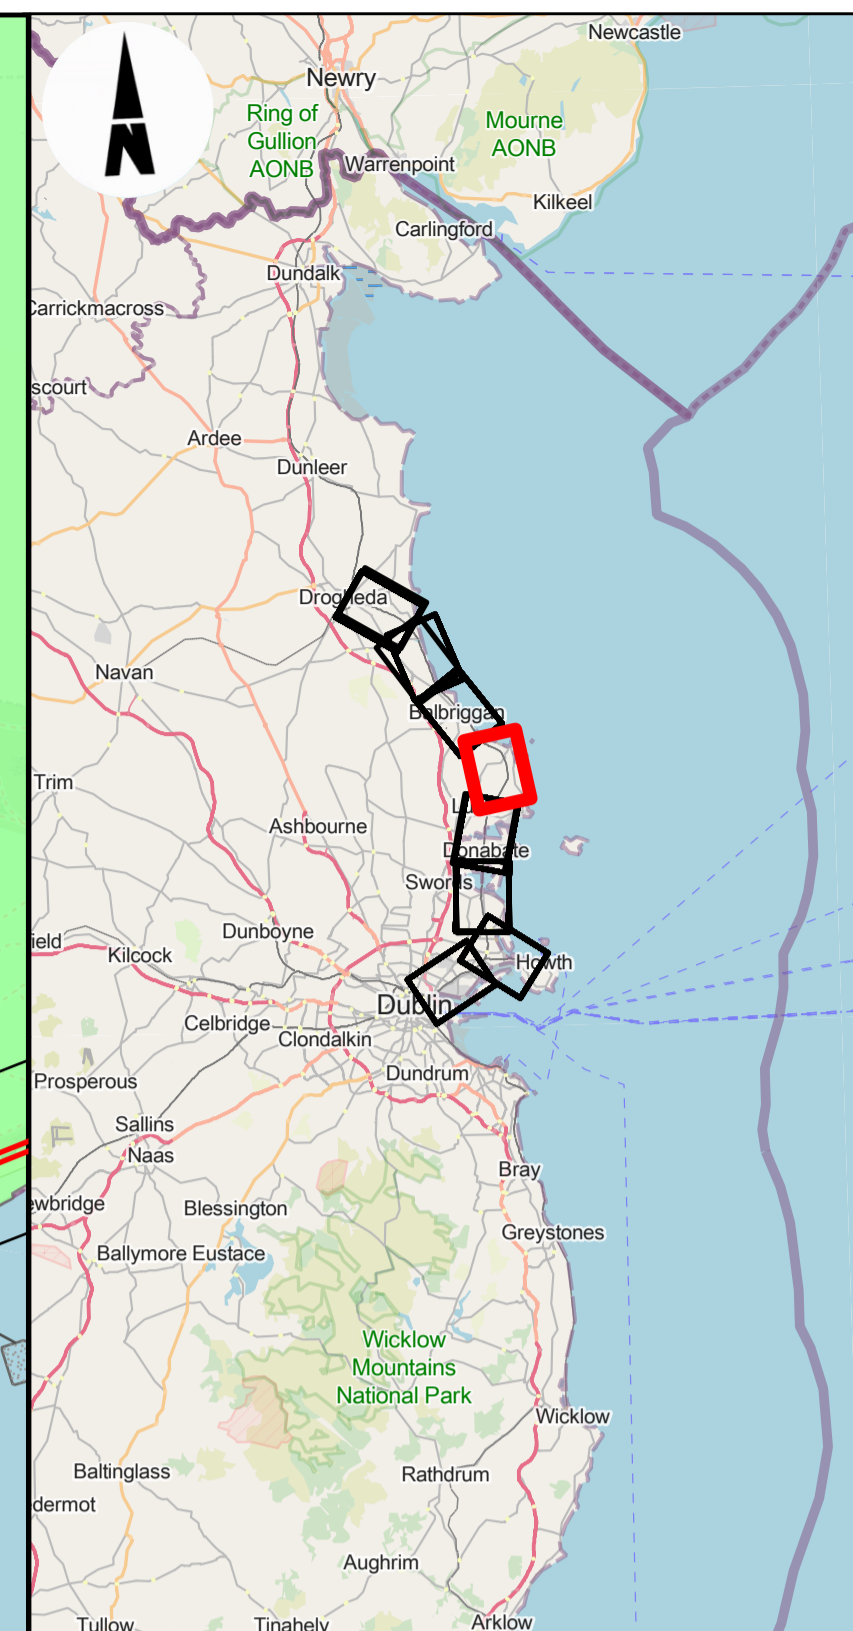 Newcastle
Newry
Ring of
Gullion
AONB
Mourne
AONB
Warrenpoint
Kilkeel
Carlingford
Dundalk
Carrickmacross
scourt
Ardee
Dunleer
Drogheda
Navan
Balbriggan
Trim
Ashbourne
Donabate
Swords
Dunboyne
ield
Kilcock
Howth
Dublin
Celbridge
Clondalkin
Dundrum
Prosperous
Sallins
Naas
Bray
ewbridge
Blessington
Greystones
Ballymore Eustace
Wicklow
Mountains
National Park
Wicklow
Baltinglass
Rathdrum
dermot
Aughrim
Tullow
Tinahely
Arklow
N